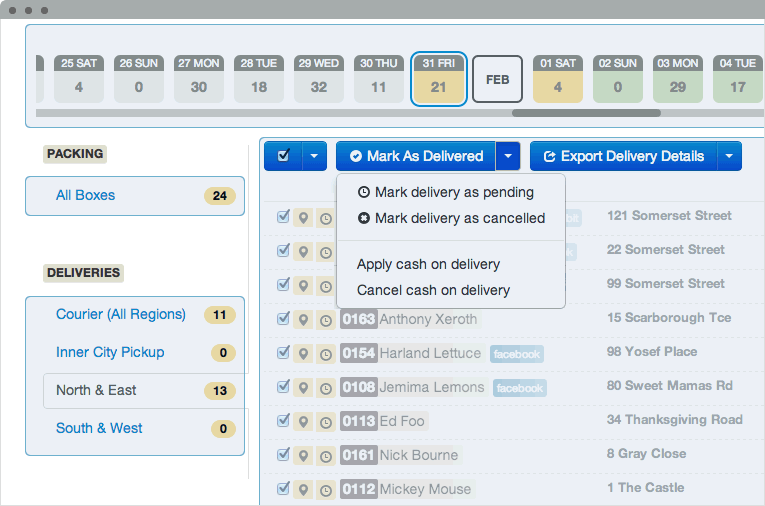 25 SAT 26 SUN 27 MON 28 TUE 29 WED 30 THU 31 FRI FEB 01 SAT 02 SUN 03 MON 04 TUE
4 0 30 18 32 11 21 4 0 29 17
PACKING
All Boxes 24
DELIVERIES
Courier (All Regions) 11
Inner City Pickup 0
North & East 13
South & West 0
Mark As Delivered Export Delivery Details
Mark delivery as pending
Mark delivery as cancelled
Apply cash on delivery
Cancel cash on delivery
121 Somerset Street
22 Somerset Street
99 Somerset Street
0163 Anthony Xeroth 15 Scarborough Tce
0154 Harland Lettuce facebook 98 Yosef Place
0108 Jemima Lemons facebook 80 Sweet Mamas Rd
0113 Ed Foo 34 Thanksgiving Road
0161 Nick Bourne 8 Gray Close
0112 Mickey Mouse 1 The Castle